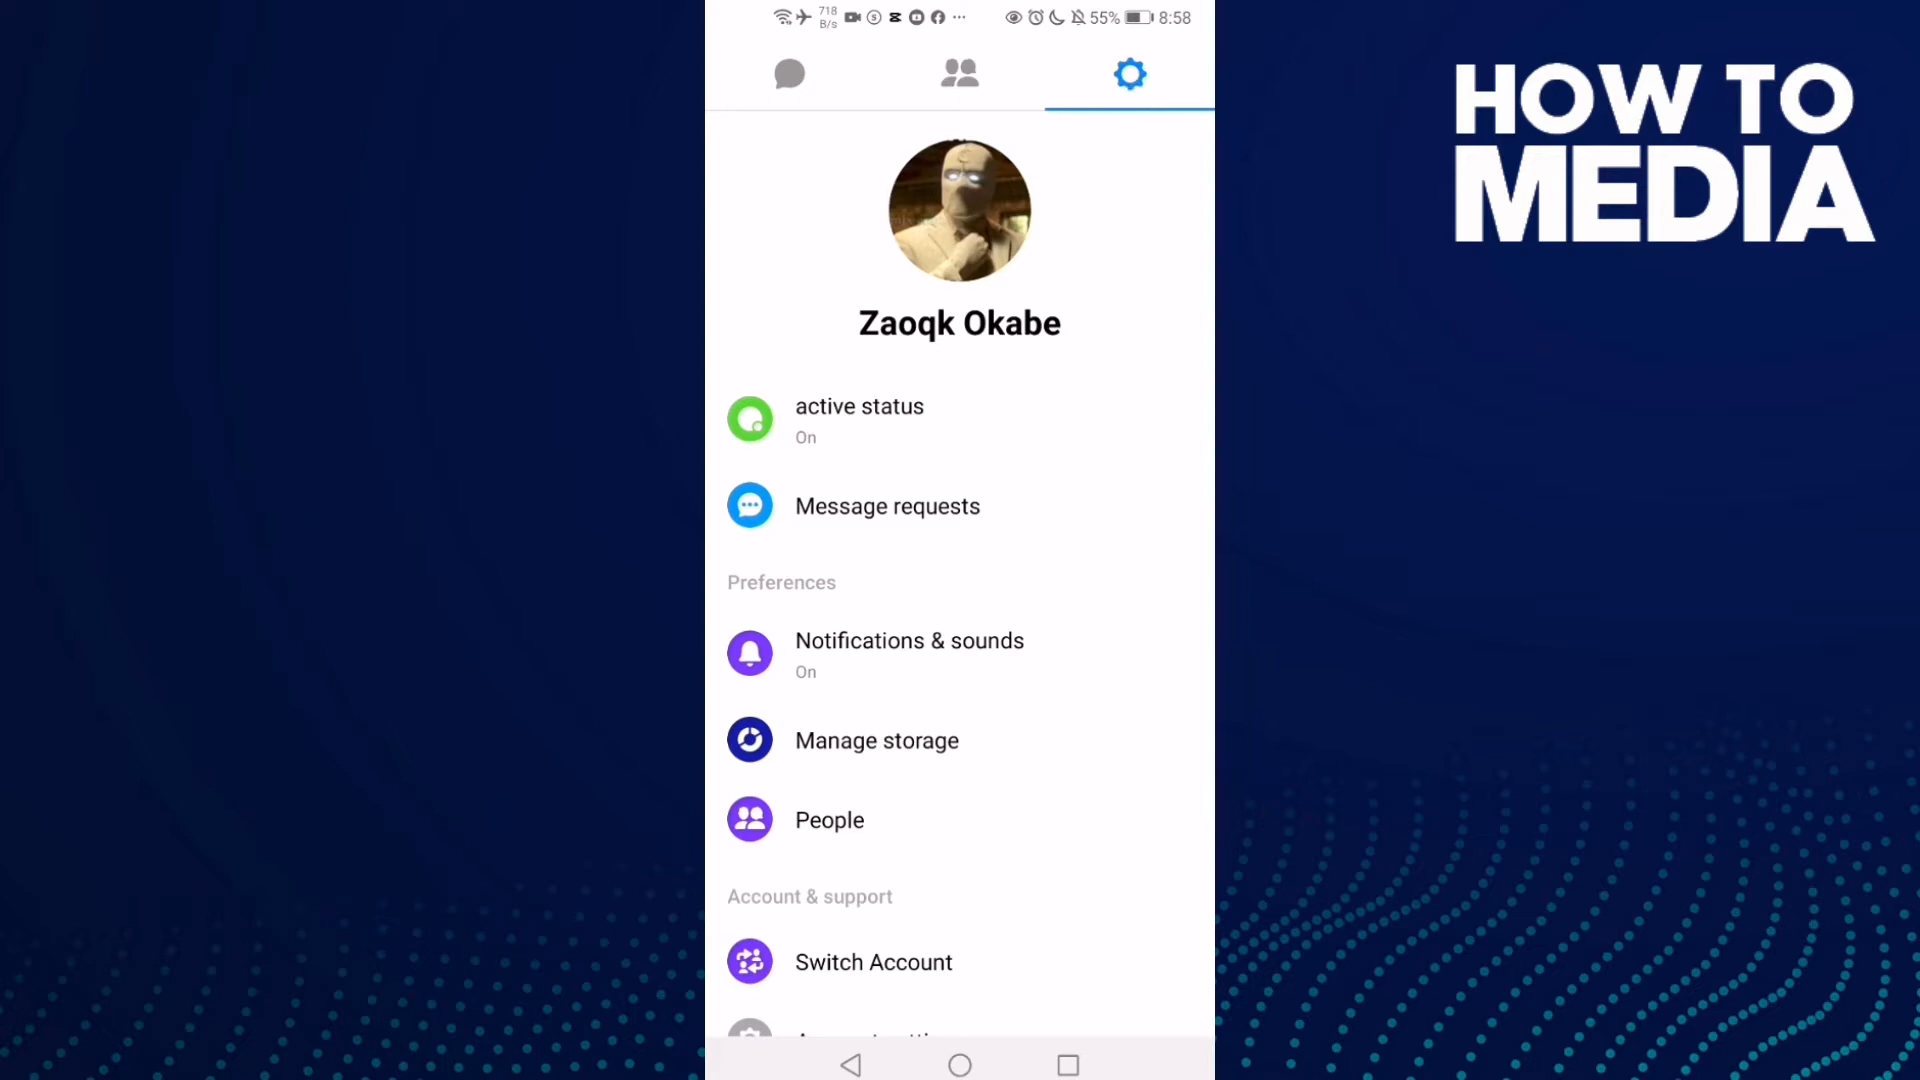 718
B/s
55%
8:58
HOW TO
MEDIA
Zaoqk Okabe
active status
On
Message requests
Preferences
Notifications & sounds
On
Manage storage
People
Account & support
Switch Account